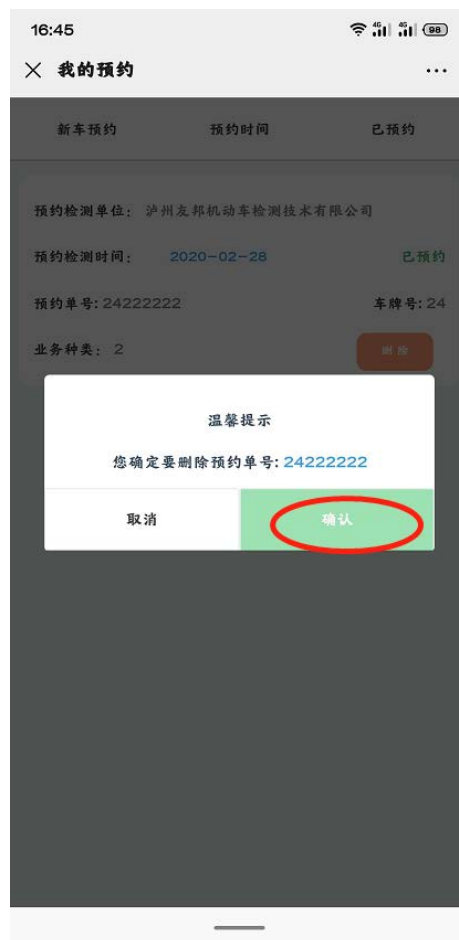 16:45 4G 4G 98
我的预约
新车预约 预约时间 已预约
预约检测单位: 泸州友邦机动车检测技术有限公司
预约检测时间: 2020-02-28 已预约
预约单号: 24222222 车牌号: 24
业务种类: 2 删除
温馨提示
您确定要删除预约单号: 24222222
取消 确认